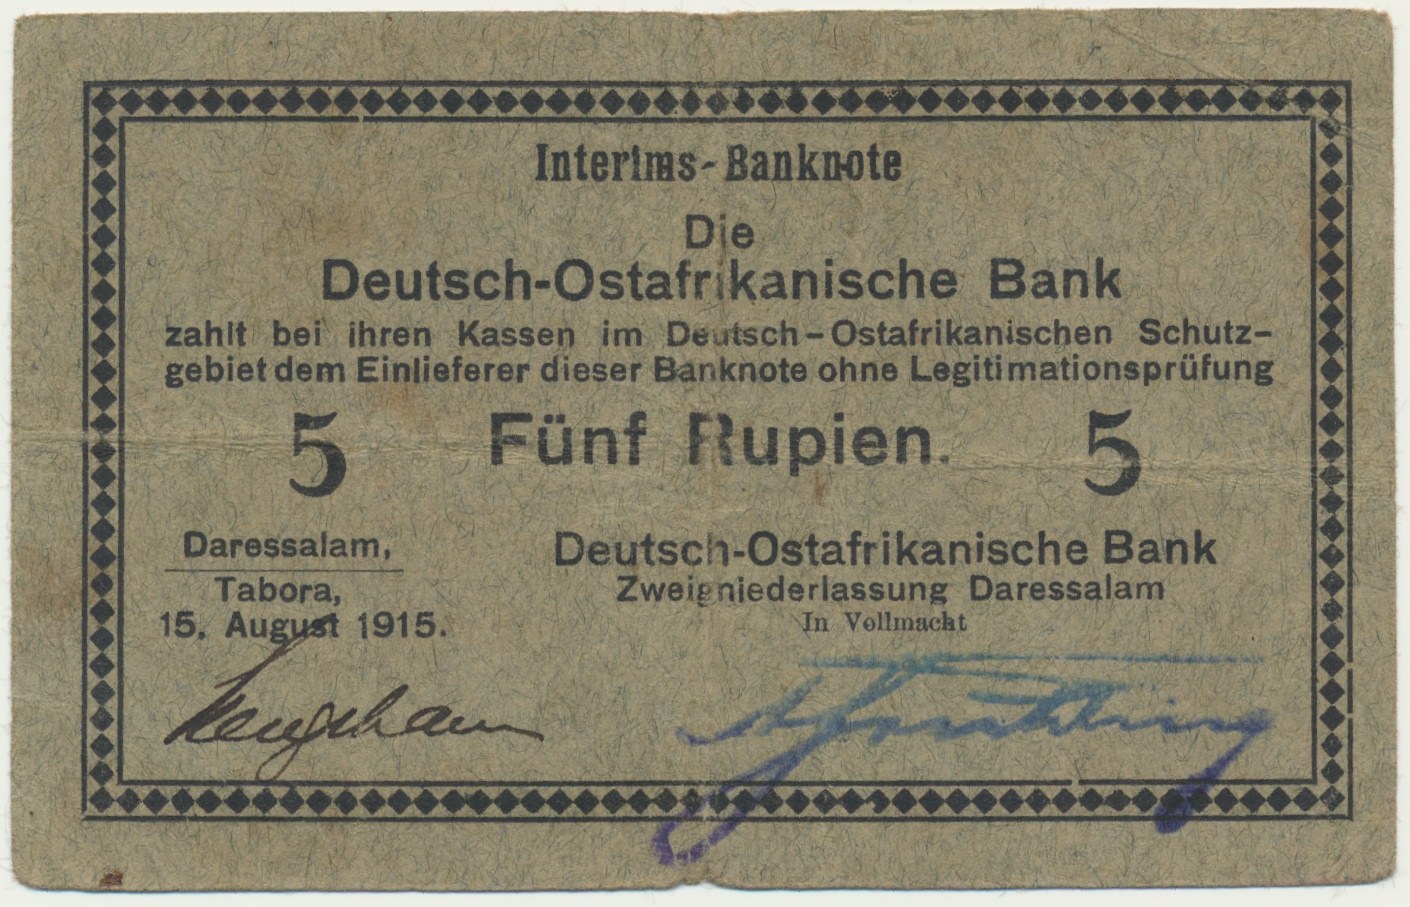 Interims-Banknote
Die
Deutsch-Ostafrikanische Bank
zahlt bei ihren Kassen im Deutsch-Ostafrikanischen Schutz-
gebiet dem Einlieferer dieser Banknote ohne Legitimationsprüfung
5 Fünf Rupien. 5
Daressalam,
Tabora,
15. August 1915.
Deutsch-Ostafrikanische Bank
Zweigniederlassung Daressalam
In Vollmacht